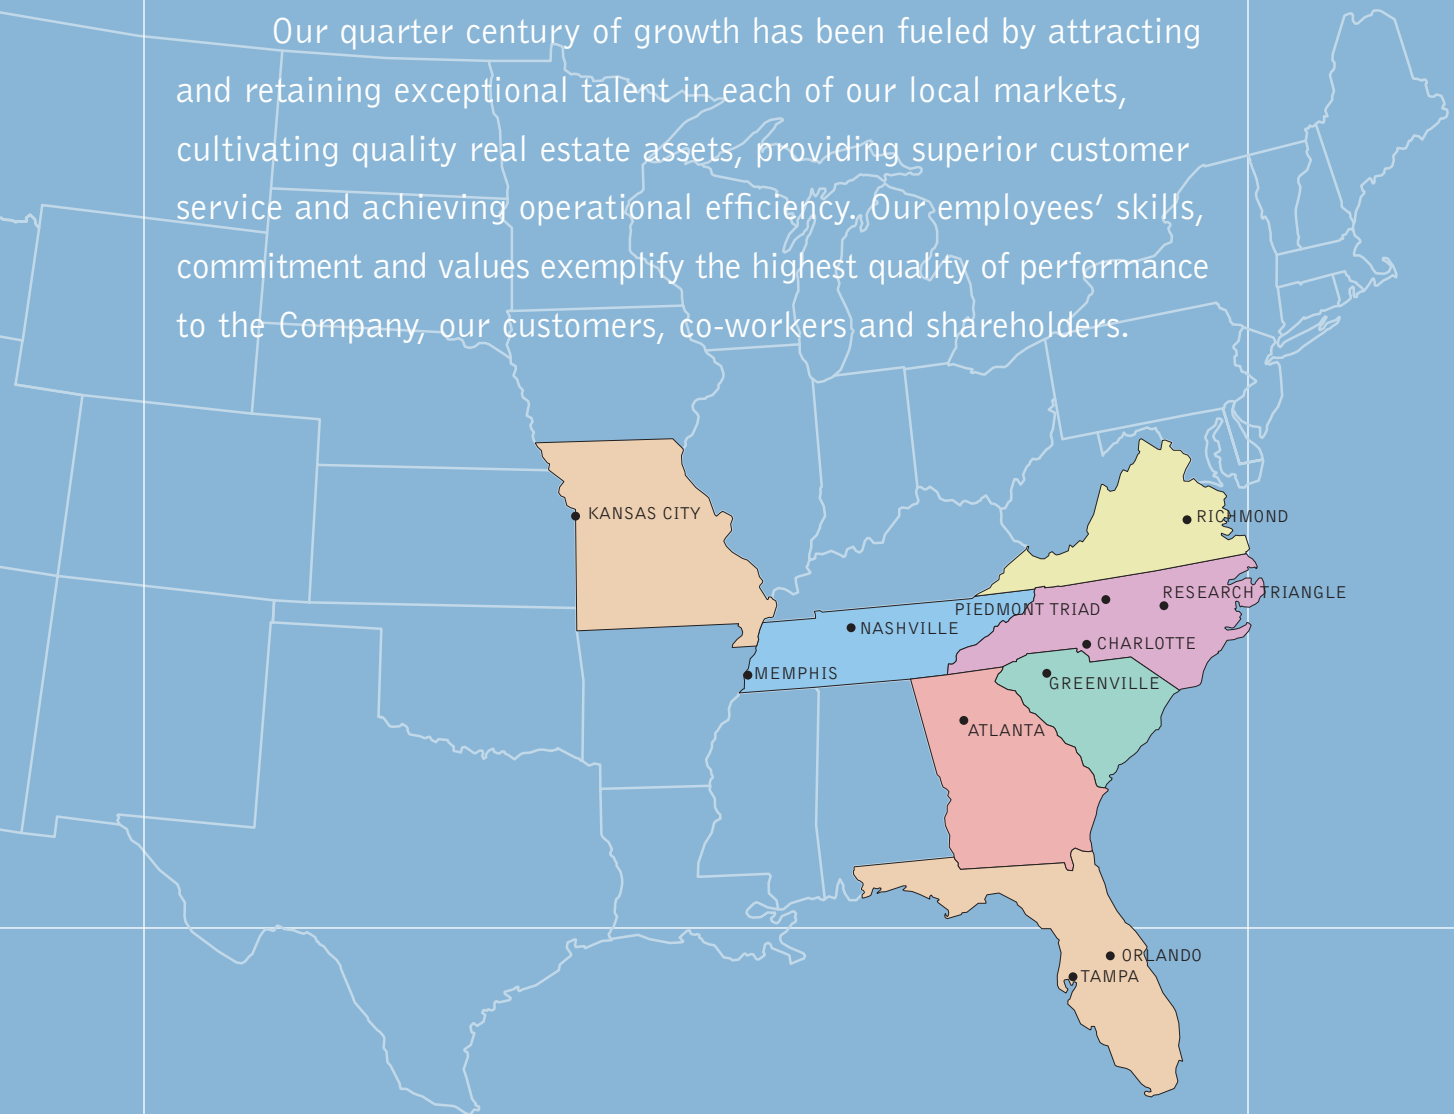 Our quarter century of growth has been fueled by attracting
and retaining exceptional talent in each of our local markets,
cultivating quality real estate assets, providing superior customer
service and achieving operational efficiency. Our employees’ skills,
commitment and values exemplify the highest quality of performance
to the Company, our customers, co-workers and shareholders.
KANSAS CITY
RICHMOND
RESEARCH TRIANGLE
PIEDMONT TRIAD
NASHVILLE
CHARLOTTE
MEMPHIS
GREENVILLE
ATLANTA
ORLANDO
TAMPA